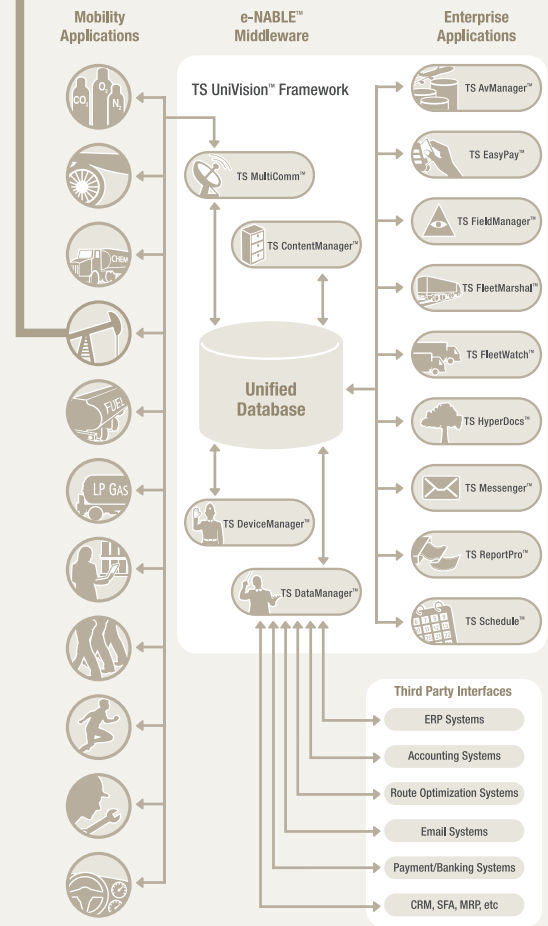 Mobility
Applications
e-NABLE™
Middleware
Enterprise
Applications
TS UniVision™ Framework
CO₂
O₂
N₂
CHEM
FUEL
LP GAS
TS MultiComm™
TS ContentManager™
Unified
Database
TS DeviceManager™
TS DataManager™
TS AvManager™
TS EasyPay™
TS FieldManager™
TS FleetMarshal™
TS FleetWatch™
TS HyperDocs™
TS Messenger™
TS ReportPro™
TS Schedule™
Third Party Interfaces
ERP Systems
Accounting Systems
Route Optimization Systems
Email Systems
Payment/Banking Systems
CRM, SFA, MRP, etc